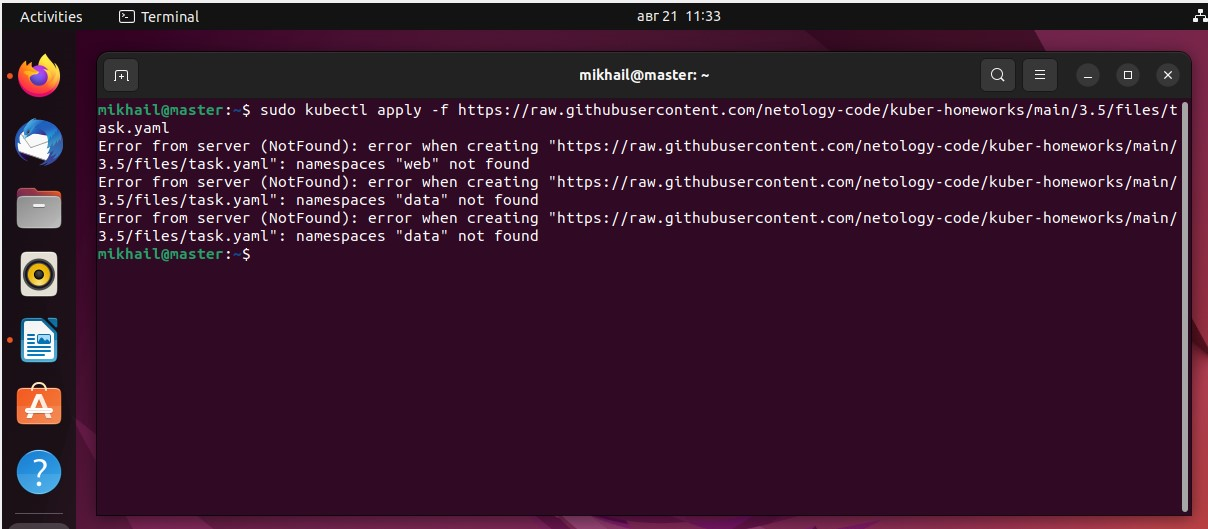 Activities
Terminal
авг 21 11:33
mikhail@master: ~
mikhail@master:~$ sudo kubectl apply -f https://raw.githubusercontent.com/netology-code/kuber-homeworks/main/3.5/files/t
ask.yaml
Error from server (NotFound): error when creating "https://raw.githubusercontent.com/netology-code/kuber-homeworks/main/
3.5/files/task.yaml": namespaces "web" not found
Error from server (NotFound): error when creating "https://raw.githubusercontent.com/netology-code/kuber-homeworks/main/
3.5/files/task.yaml": namespaces "data" not found
Error from server (NotFound): error when creating "https://raw.githubusercontent.com/netology-code/kuber-homeworks/main/
3.5/files/task.yaml": namespaces "data" not found
mikhail@master:~$